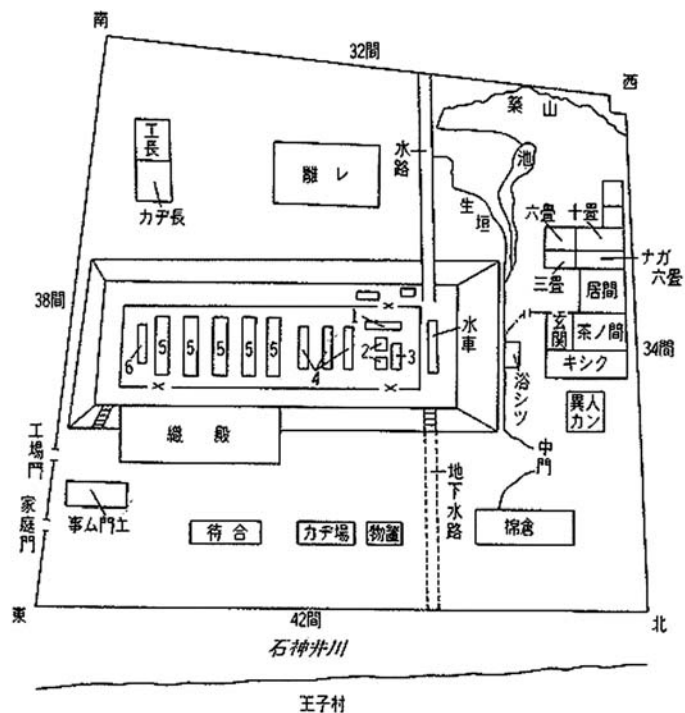 南
32間
西
築山
池
水路
工長
カヂ長
離レ
生垣
六畳
十畳
三畳
ナガ六畳
居間
38間
34間
玄関
茶ノ間
キシク
水車
浴シツ
異人カン
1
2
3
4
5
5
5
5
5
6
織殿
工場門
家庭門
中門
地下水路
事ム門士
待合
カヂ場
物置
棉倉
東
42間
北
石神井川
王子村